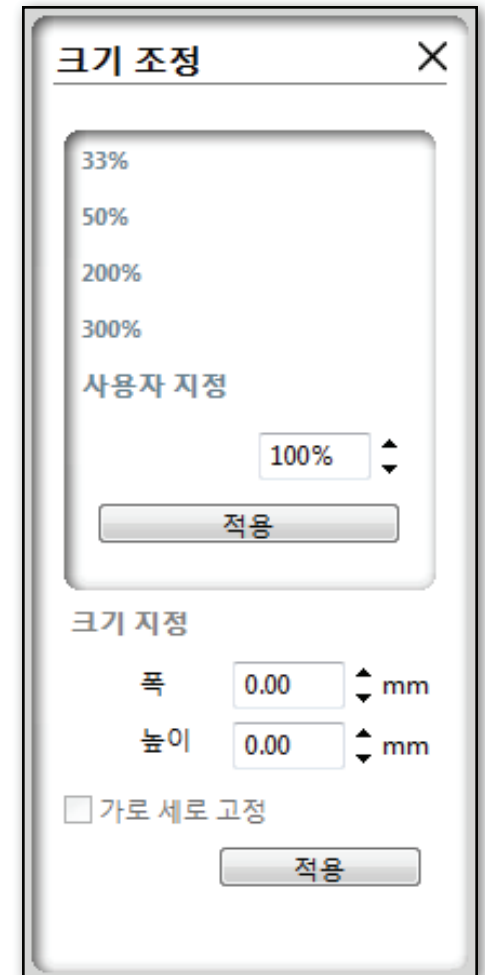 크기 조정
33%
50%
200%
300%
사용자 지정
100%
적용
크기 지정
폭 0.00 mm
높이 0.00 mm
가로 세로 고정
적용